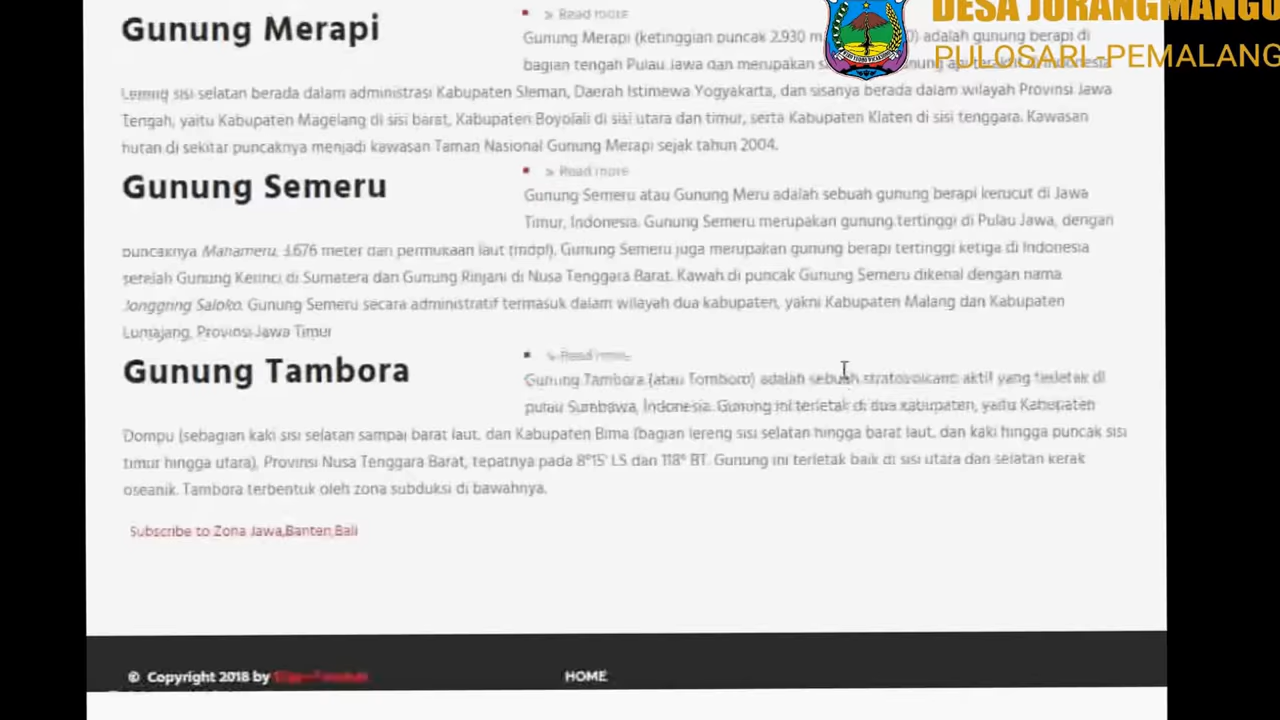 DESA JURANGMANGU
PULOSARI-PEMALANG
Gunung Merapi
» Read more
Gunung Merapi (ketinggian puncak 2.930 m adalah gunung berapi di
bagian tengah Pulau Jawa dan merupakan
Lereng sisi selatan berada dalam administrasi Kabupaten Sleman, Daerah Istimewa Yogyakarta, dan sisanya berada dalam wilayah Provinsi Jawa
Tengah, yaitu Kabupaten Magelang di sisi barat, Kabupaten Boyolali di sisi utara dan timur, serta Kabupaten Klaten di sisi tenggara. Kawasan
hutan di sekitar puncaknya menjadi kawasan Taman Nasional Gunung Merapi sejak tahun 2004.
Gunung Semeru
» Read more
Gunung Semeru atau Gunung Meru adalah sebuah gunung berapi kerucut di Jawa
Timur, Indonesia. Gunung Semeru merupakan gunung tertinggi di Pulau Jawa, dengan
puncaknya Mahameru, 3.676 meter dari permukaan laut (mdpl). Gunung Semeru juga merupakan gunung berapi tertinggi ketiga di Indonesia
setelah Gunung Kerinci di Sumatera dan Gunung Rinjani di Nusa Tenggara Barat. Kawah di puncak Gunung Semeru dikenal dengan nama
Jonggring Saloko. Gunung Semeru secara administratif termasuk dalam wilayah dua kabupaten, yakni Kabupaten Malang dan Kabupaten
Lumajang, Provinsi Jawa Timur
Gunung Tambora
» Read more
Gunung Tambora (atau Tomboro) adalah sebuah stratovolcano aktif yang terletak di
pulau Sumbawa, Indonesia. Gunung ini terletak di dua kabupaten, yaitu Kabupaten
Dompu (sebagian kaki sisi selatan sampai barat laut, dan Kabupaten Bima (bagian lereng sisi selatan hingga barat laut, dan kaki hingga puncak sisi
timur hingga utara), Provinsi Nusa Tenggara Barat, tepatnya pada 8°15' LS dan 118° BT. Gunung ini terletak baik di sisi utara dan selatan kerak
oseanik. Tambora terbentuk oleh zona subduksi di bawahnya.
Subscribe to Zona Jawa,Banten,Bali
© Copyright 2018 by
HOME